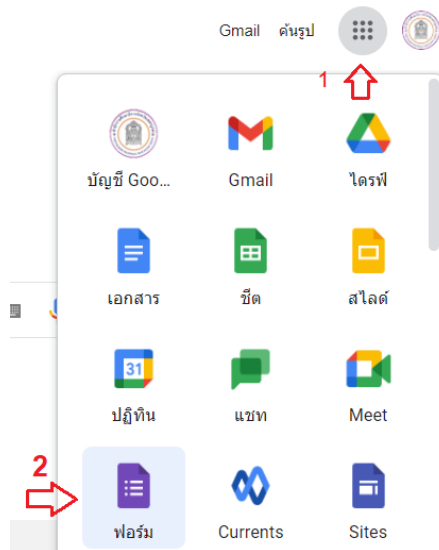 Gmail ค้นรูป
1
บัญชี Goo... Gmail ไดรฟ์
เอกสาร ชีต สไลด์
31
ปฏิทิน แชท Meet
2
ฟอร์ม Currents Sites